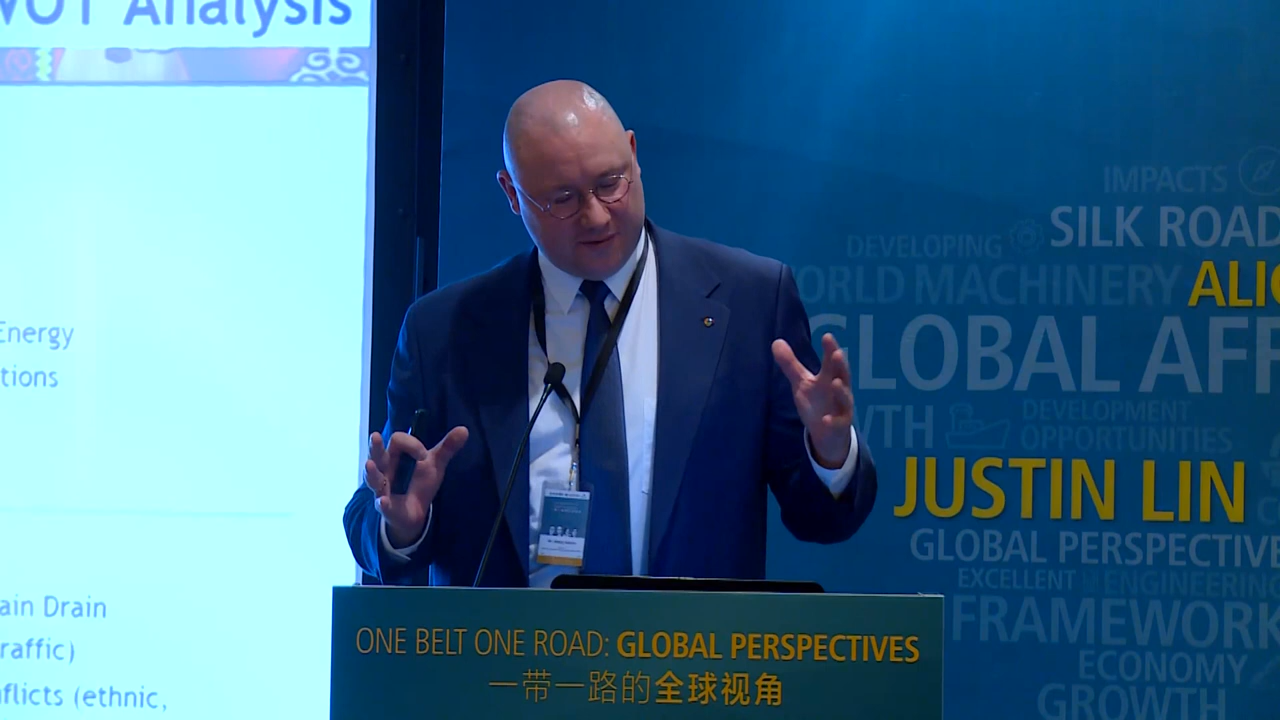 WOT Analysis
Energy
tions
ain Drain
raffic)
nflicts (ethnic,
IMPACTS
SILK ROAD
DEVELOPING
ORLD MACHINERY ALIC
GLOBAL AFF
WTH
DEVELOPMENT
OPPORTUNITIES
JUSTIN LIN
GLOBAL PERSPECTIVE
EXCELLENT ENGINEERING
FRAMEWORK
ECONOMY
GROWTH
ONE BELT ONE ROAD: GLOBAL PERSPECTIVES
一带一路的全球视角